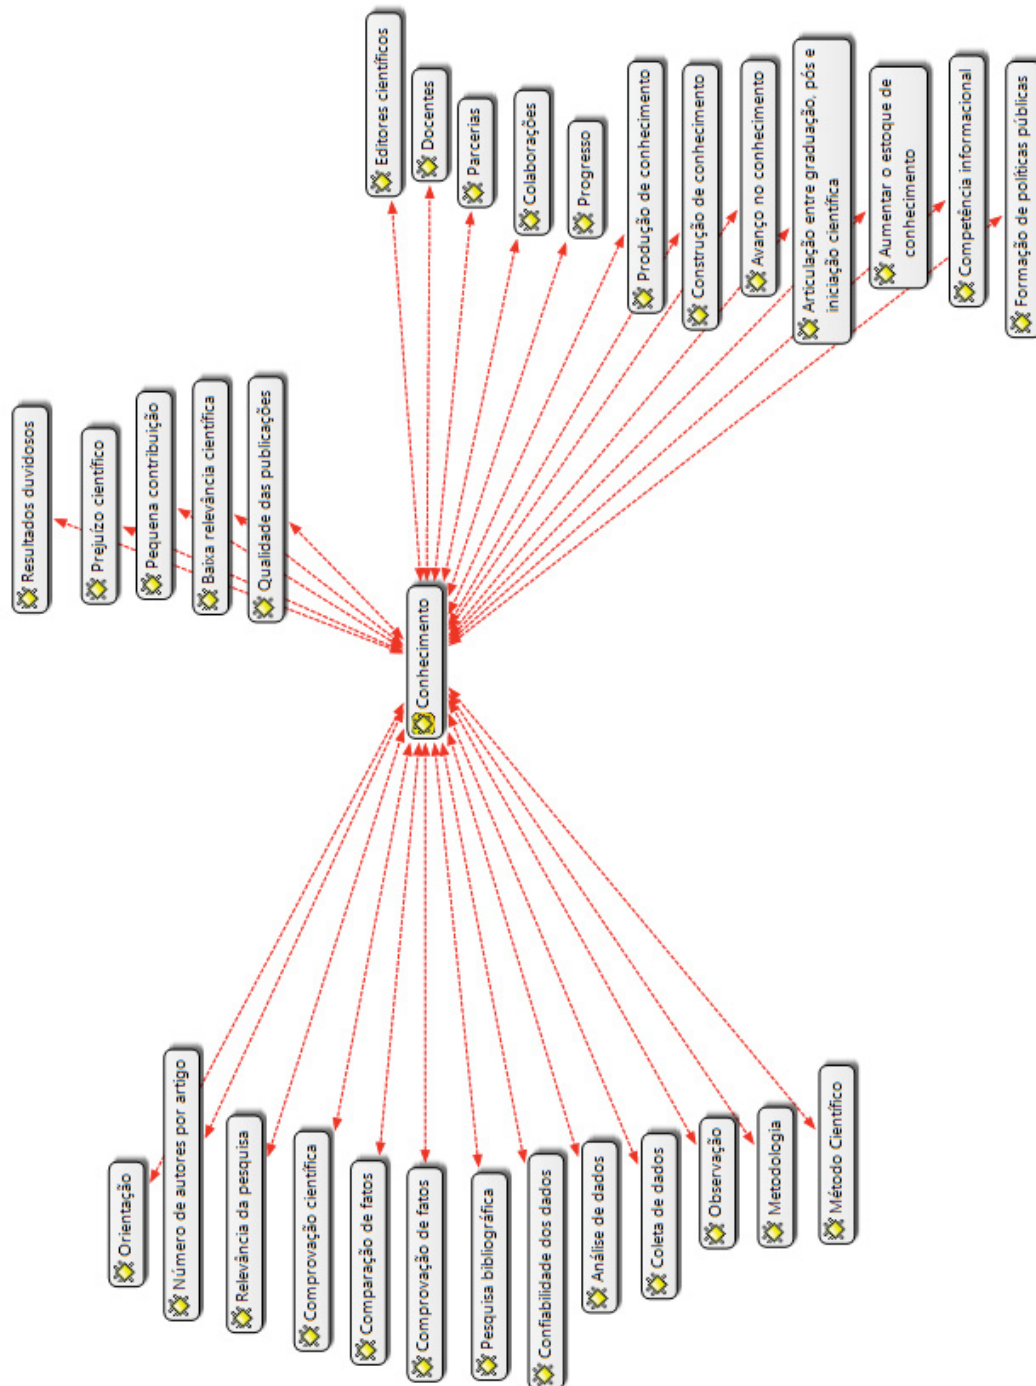 Resultados duvidosos
Prejuízo científico
Pequena contribuição
Baixa relevância científica
Qualidade das publicações
Editores científicos
Docentes
Parcerias
Colaborações
Progresso
Produção de conhecimento
Construção de conhecimento
Avanço no conhecimento
Articulação entre graduação, pós e
iniciação científica
Aumentar o estoque de
conhecimento
Competência informacional
Formação de políticas públicas
Conhecimento
Orientação
Número de autores por artigo
Relevância da pesquisa
Comprovação científica
Comparação de fatos
Comprovação de fatos
Pesquisa bibliográfica
Confiabilidade dos dados
Análise de dados
Coleta de dados
Observação
Metodologia
Método Científico